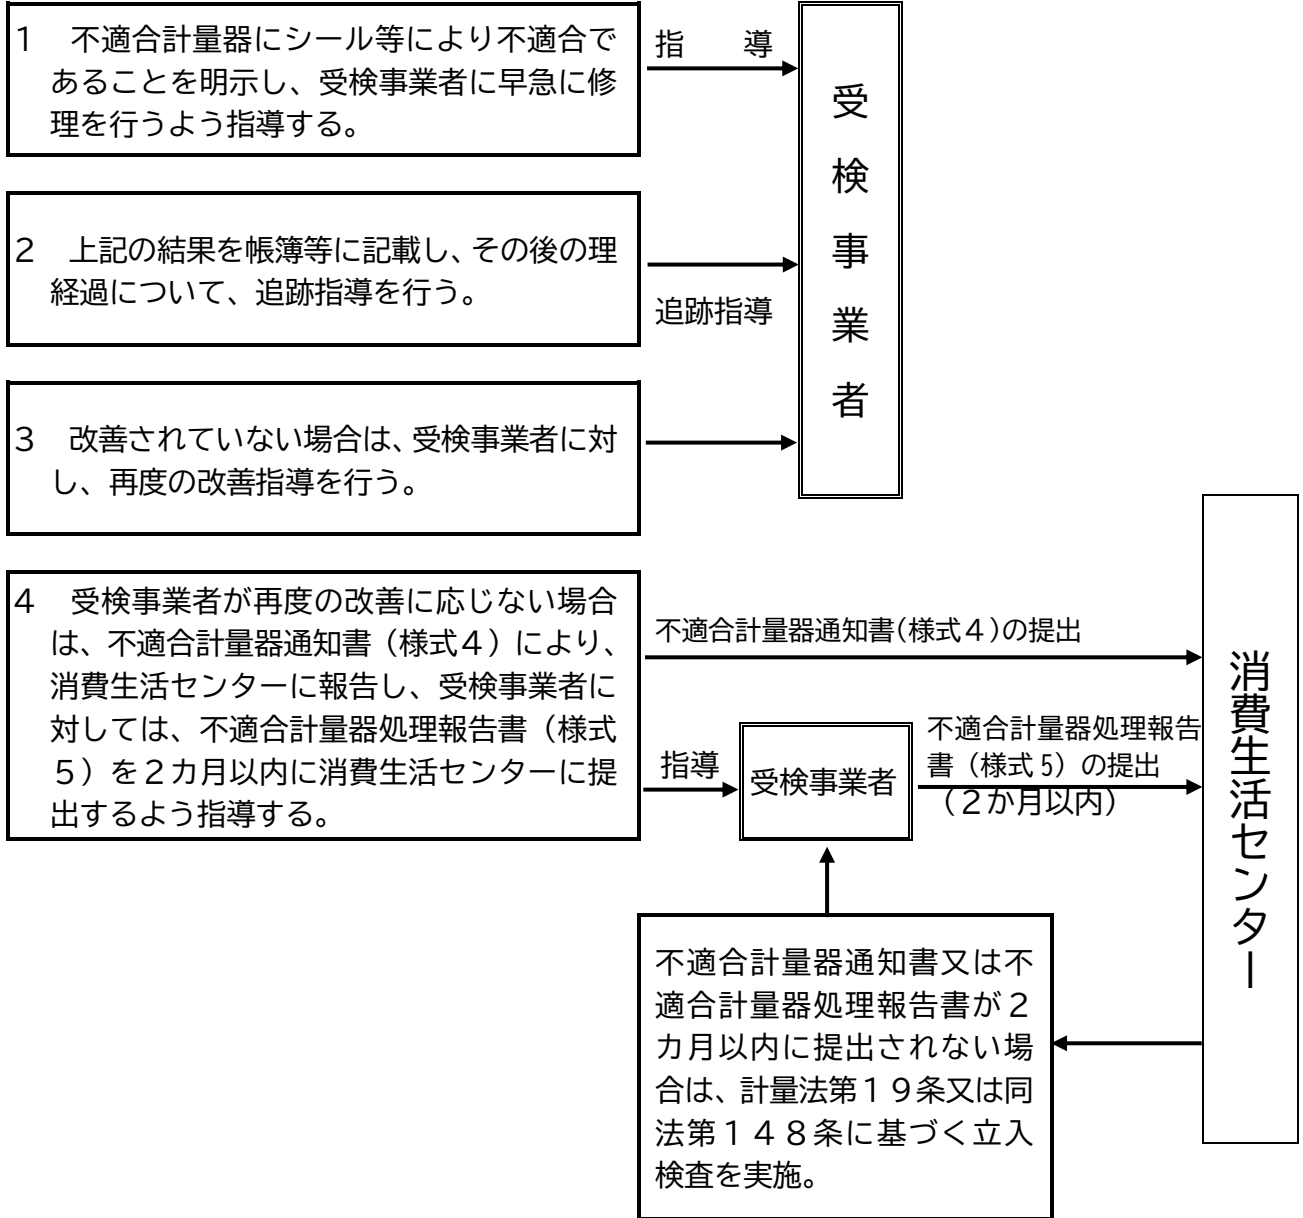 1　不適合計量器にシール等により不適合で
あることを明示し、受検事業者に早急に修
理を行うよう指導する。
指　　導
受検事業者
2　上記の結果を帳簿等に記載し、その後の理
経過について、追跡指導を行う。
追跡指導
3　改善されていない場合は、受検事業者に対
し、再度の改善指導を行う。
4　受検事業者が再度の改善に応じない場合
は、不適合計量器通知書（様式４）により、
消費生活センターに報告し、受検事業者に
対しては、不適合計量器処理報告書（様式
５）を２カ月以内に消費生活センターに提
出するよう指導する。
不適合計量器通知書(様式４)の提出
指導
受検事業者
不適合計量器処理報告
書（様式 5）の提出
（２か月以内）
消費生活センター
不適合計量器通知書又は不
適合計量器処理報告書が２
カ月以内に提出されない場
合は、計量法第１９条又は同
法第１４８条に基づく立入
検査を実施。